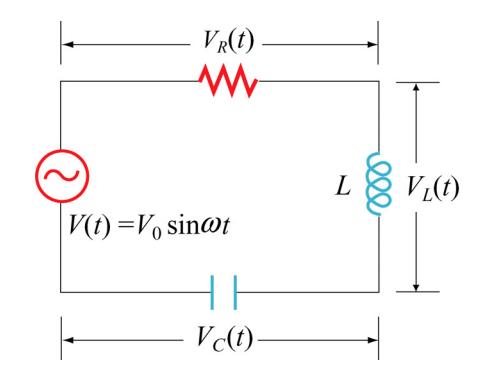 V_R(t)
L
V_L(t)
V(t) =V_0 sinωt
V_C(t)